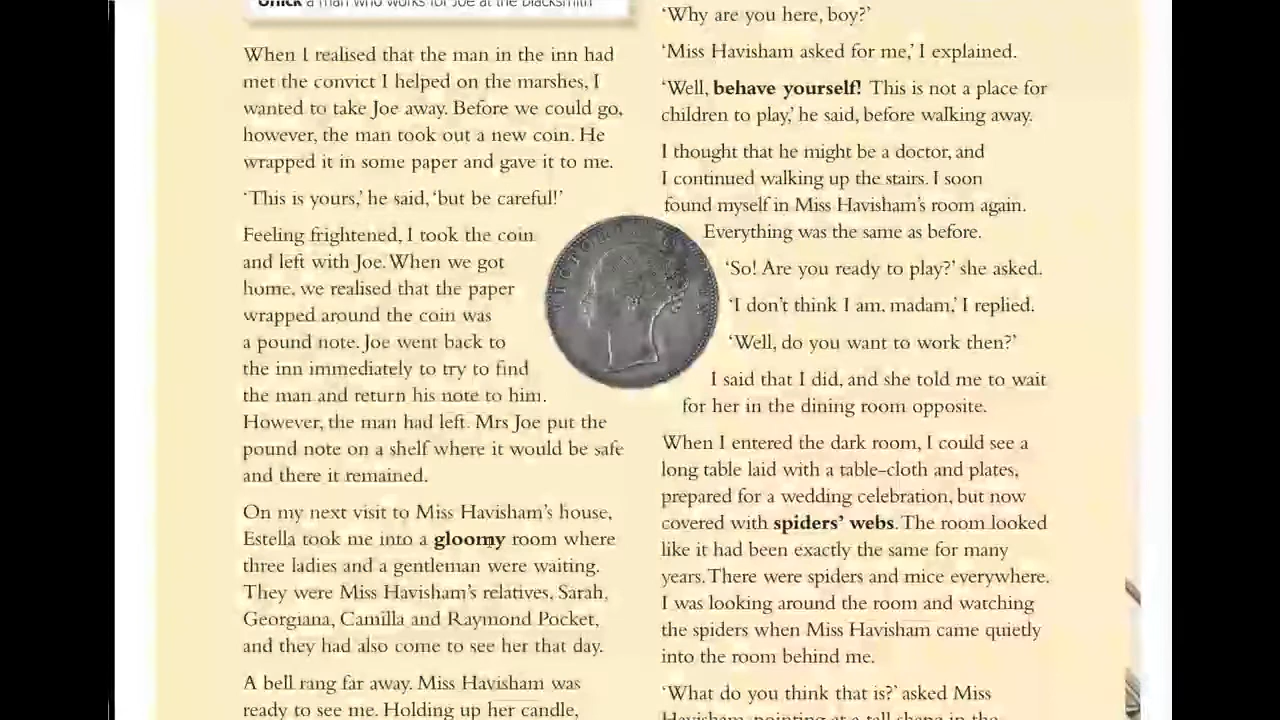 Orlick a man who works for Joe at the blacksmith
When I realised that the man in the inn had
met the convict I helped on the marshes, I
wanted to take Joe away. Before we could go,
however, the man took out a new coin. He
wrapped it in some paper and gave it to me.
‘This is yours,’ he said, ‘but be careful!’
Feeling frightened, I took the coin
and left with Joe. When we got
home, we realised that the paper
wrapped around the coin was
a pound note. Joe went back to
the inn immediately to try to find
the man and return his note to him.
However, the man had left. Mrs Joe put the
pound note on a shelf where it would be safe
and there it remained.
On my next visit to Miss Havisham’s house,
Estella took me into a gloomy room where
three ladies and a gentleman were waiting.
They were Miss Havisham’s relatives, Sarah,
Georgiana, Camilla and Raymond Pocket,
and they had also come to see her that day.
A bell rang far away. Miss Havisham was
ready to see me. Holding up her candle,
‘Why are you here, boy?’
‘Miss Havisham asked for me,’ I explained.
‘Well, behave yourself! This is not a place for
children to play,’ he said, before walking away.
I thought that he might be a doctor, and
I continued walking up the stairs. I soon
found myself in Miss Havisham’s room again.
Everything was the same as before.
‘So! Are you ready to play?’ she asked.
‘I don’t think I am, madam,’ I replied.
‘Well, do you want to work then?’
I said that I did, and she told me to wait
for her in the dining room opposite.
When I entered the dark room, I could see a
long table laid with a table-cloth and plates,
prepared for a wedding celebration, but now
covered with spiders’ webs. The room looked
like it had been exactly the same for many
years. There were spiders and mice everywhere.
I was looking around the room and watching
the spiders when Miss Havisham came quietly
into the room behind me.
‘What do you think that is?’ asked Miss
Havisham, pointing at a tall shape in the